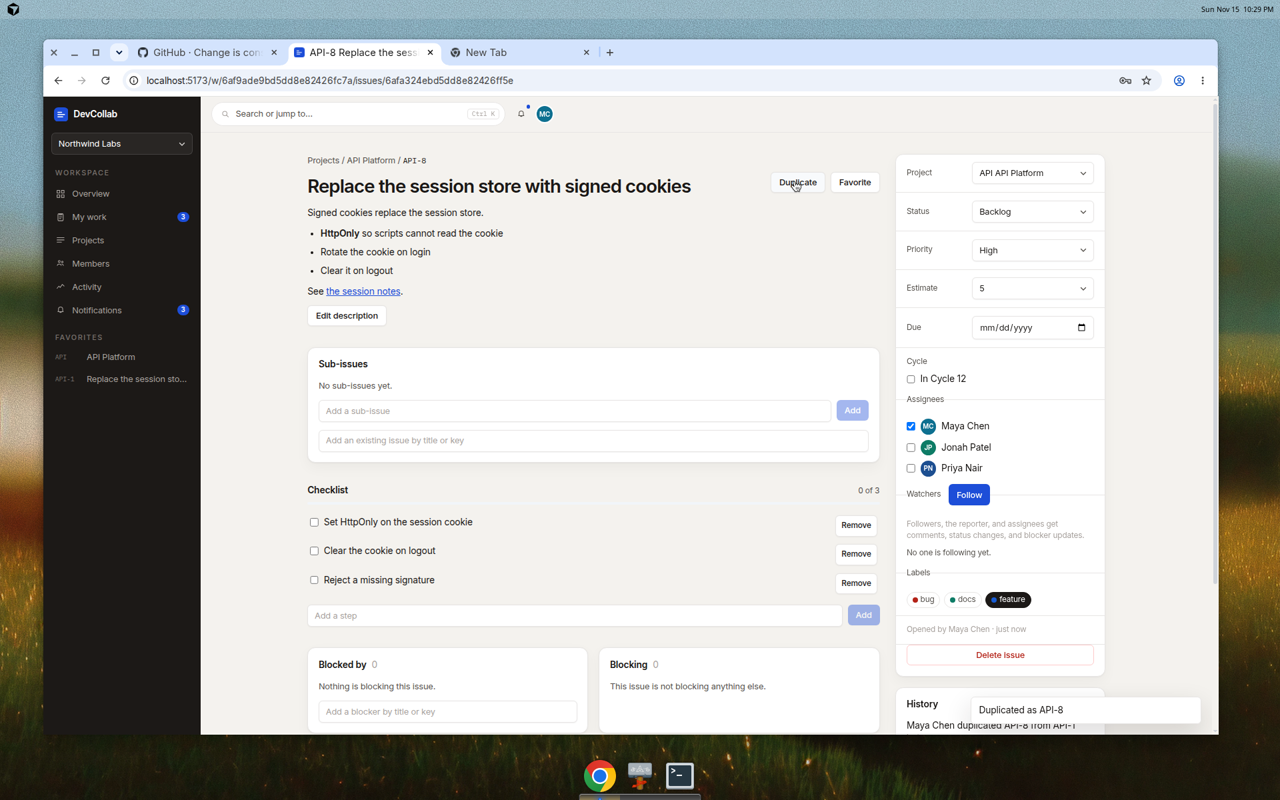 Sun Nov 15 10:29 PM
GitHub · Change is con
API-8 Replace the sess
New Tab
localhost:5173/w/6af9ade9bd5dd8e82426fc7a/issues/6afa324ebd5dd8e82426ff5e
DevCollab
Northwind Labs
WORKSPACE
Overview
My work 3
Projects
Members
Activity
Notifications 3
FAVORITES
API API Platform
API-1 Replace the session sto...
Search or jump to... Ctrl K
MC
Projects / API Platform / API-8
Replace the session store with signed cookies
Duplicate
Favorite
Signed cookies replace the session store.
• HttpOnly so scripts cannot read the cookie
• Rotate the cookie on login
• Clear it on logout
See the session notes.
Edit description
Sub-issues
No sub-issues yet.
Add a sub-issue
Add
Add an existing issue by title or key
Checklist
0 of 3
Set HttpOnly on the session cookie
Remove
Clear the cookie on logout
Remove
Reject a missing signature
Remove
Add a step
Add
Blocked by 0
Nothing is blocking this issue.
Add a blocker by title or key
Blocking 0
This issue is not blocking anything else.
Project
API API Platform
Status
Backlog
Priority
High
Estimate
5
Due
mm/dd/yyyy
Cycle
In Cycle 12
Assignees
MC Maya Chen
JP Jonah Patel
PN Priya Nair
Watchers
Follow
Followers, the reporter, and assignees get
comments, status changes, and blocker updates.
No one is following yet.
Labels
bug
docs
feature
Opened by Maya Chen · just now
Delete issue
History
Duplicated as API-8
Maya Chen duplicated API-8 from API-1